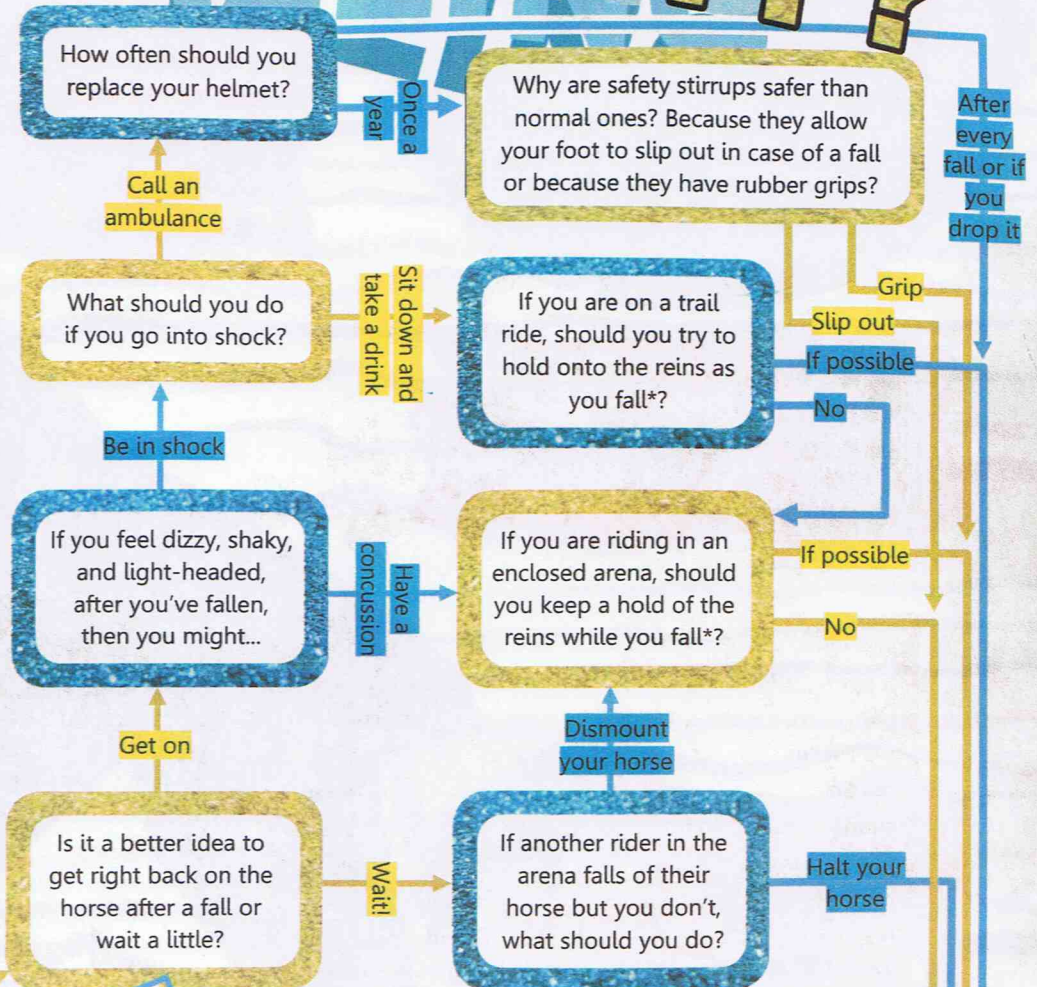 How often should you
replace your helmet?
Once a
year
Why are safety stirrups safer than
normal ones? Because they allow
your foot to slip out in case of a fall
or because they have rubber grips?
After
every
fall or if
you
drop it
Call an
ambulance
What should you do
if you go into shock?
Sit down and
take a drink
If you are on a trail
ride, should you try to
hold onto the reins as
you fall*?
Grip
Slip out
If possible
No
Be in shock
If you feel dizzy, shaky,
and light-headed,
after you've fallen,
then you might...
Have a
concussion
If you are riding in an
enclosed arena, should
you keep a hold of the
reins while you fall*?
If possible
No
Get on
Dismount
your horse
Is it a better idea to
get right back on the
horse after a fall or
wait a little?
Wait!
If another rider in the
arena falls of their
horse but you don't,
what should you do?
Halt your
horse